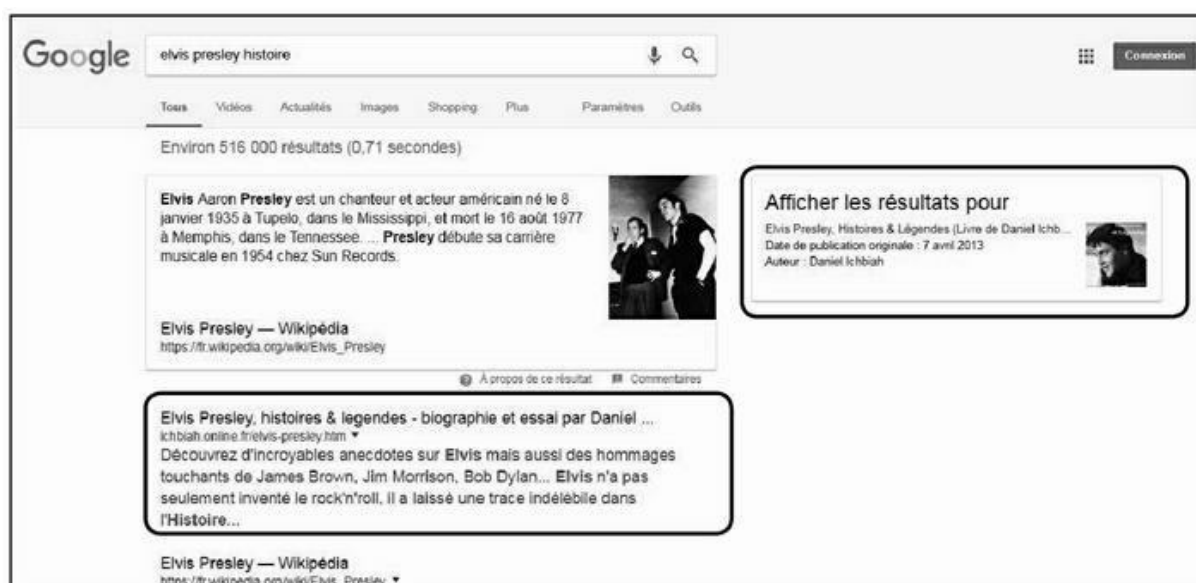 Google
elvis presley histoire
Connexion
Tous Vidéos Actualités Images Shopping Plus Paramètres Outils
Environ 516 000 résultats (0,71 secondes)
Elvis Aaron Presley est un chanteur et acteur américain né le 8
janvier 1935 à Tupelo, dans le Mississippi, et mort le 16 août 1977
à Memphis, dans le Tennessee. ... Presley débute sa carrière
musicale en 1954 chez Sun Records.
Elvis Presley — Wikipédia
https://fr.wikipedia.org/wiki/Elvis_Presley
À propos de ce résultat Commentaires
Elvis Presley, histoires & legendes - biographie et essai par Daniel ...
ichbiah.online.fr/elvis-presley.htm
Découvrez d'incroyables anecdotes sur Elvis mais aussi des hommages
touchants de James Brown, Jim Morrison, Bob Dylan... Elvis n'a pas
seulement inventé le rock'n'roll, il a laissé une trace indélébile dans
l'Histoire...
Elvis Presley — Wikipédia
https://fr.wikipedia.org/wiki/Elvis_Presley
Afficher les résultats pour
Elvis Presley, Histoires & Légendes (Livre de Daniel Ichb...
Date de publication originale : 7 avril 2013
Auteur : Daniel Ichbiah